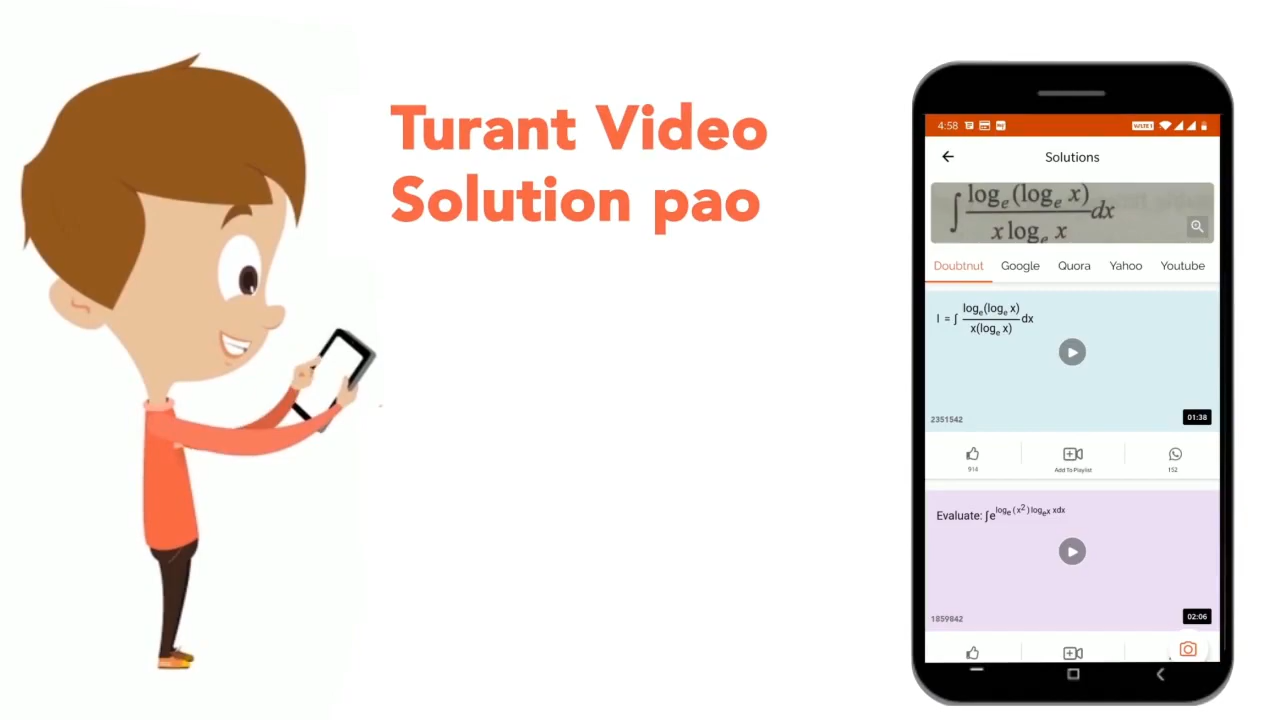 Turant Video
Solution pao
4:58
VoLTE1
Solutions
∫ logₑ(logₑ x) / x logₑ x dx
Doubtnut Google Quora Yahoo Youtube
I = ∫ logₑ(logₑ x) / x(logₑ x) dx
2351542 01:38
914 Add To Playlist 152
Evaluate: ∫e^logₑ(x²)logₑx xdx
1859842 02:06